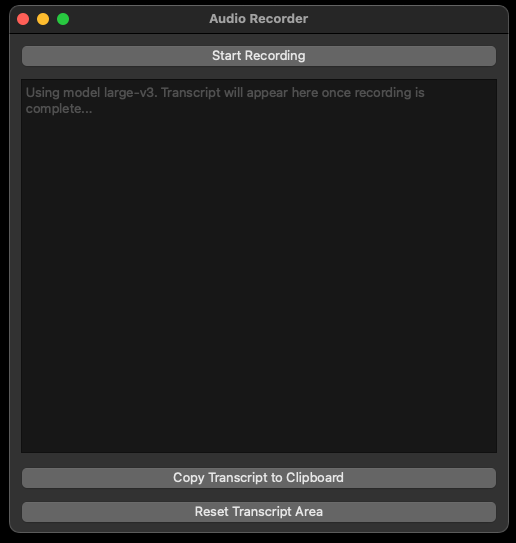 Audio Recorder
Start Recording
Using model large-v3. Transcript will appear here once recording is
complete...
Copy Transcript to Clipboard
Reset Transcript Area